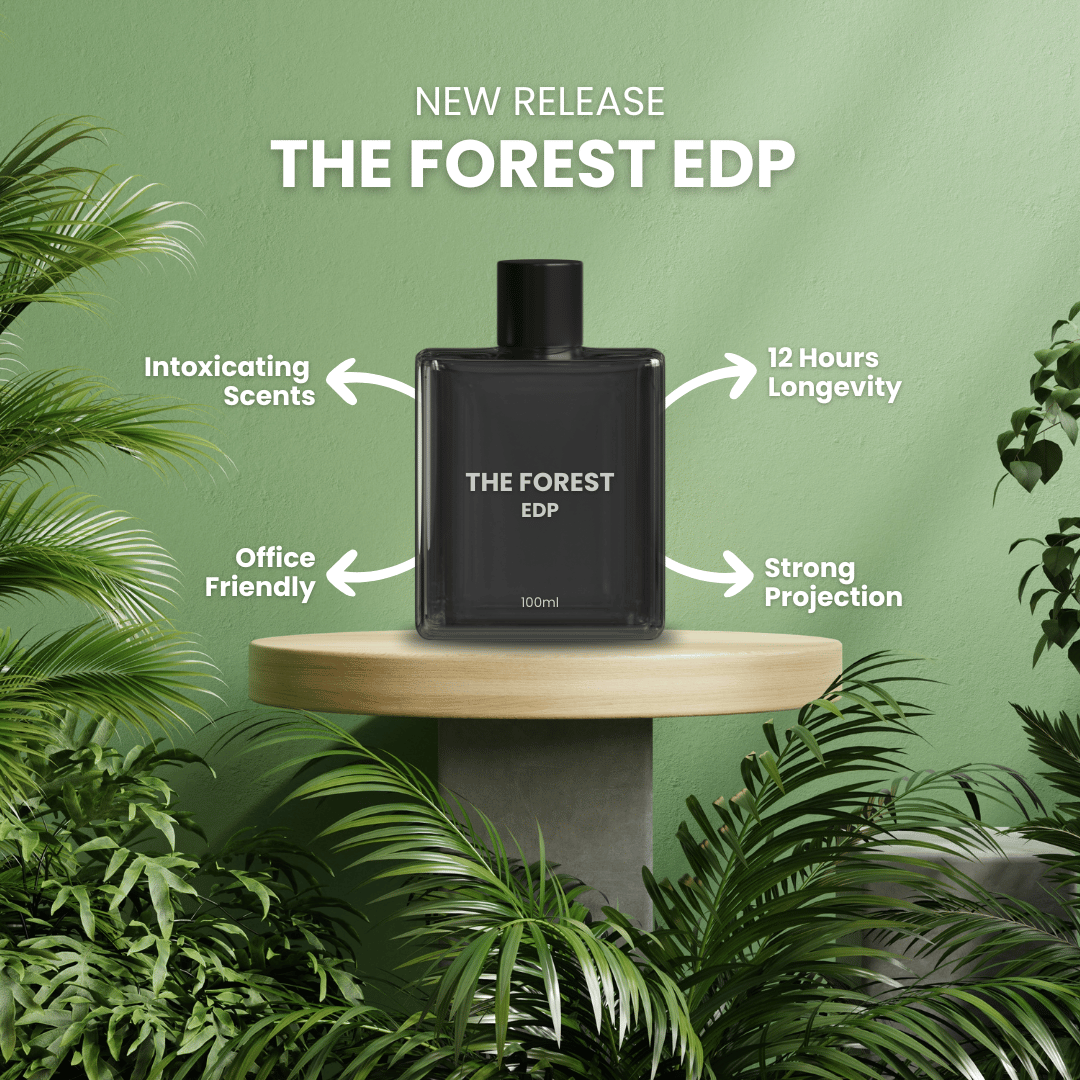 NEW RELEASE
THE FOREST EDP
Intoxicating
Scents
12 Hours
Longevity
THE FOREST
EDP
Office
Friendly
Strong
Projection
100ml